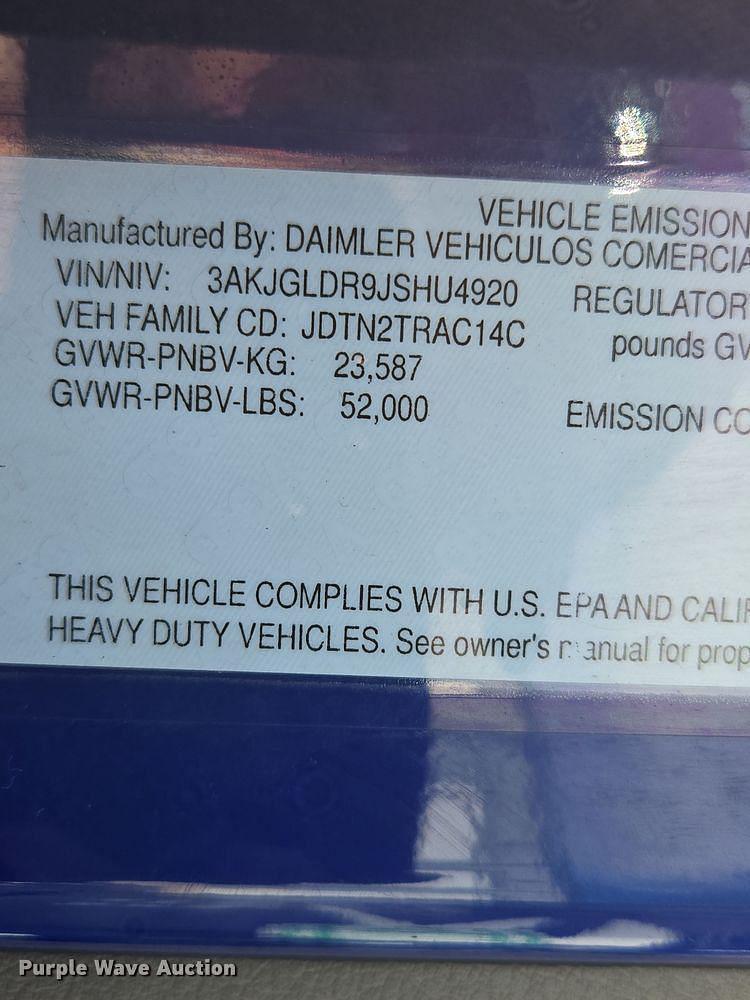 VEHICLE EMISSION
Manufactured By: DAIMLER VEHICULOS COMERCIA
VIN/NIV: 3AKJGLDR9JSHU4920
REGULATOR
VEH FAMILY CD: JDTN2TRAC14C
pounds GV
GVWR-PNBV-KG: 23,587
GVWR-PNBV-LBS: 52,000
EMISSION CO
THIS VEHICLE COMPLIES WITH U.S. EPA AND CALIF
HEAVY DUTY VEHICLES. See owner's manual for prop
Purple Wave Auction